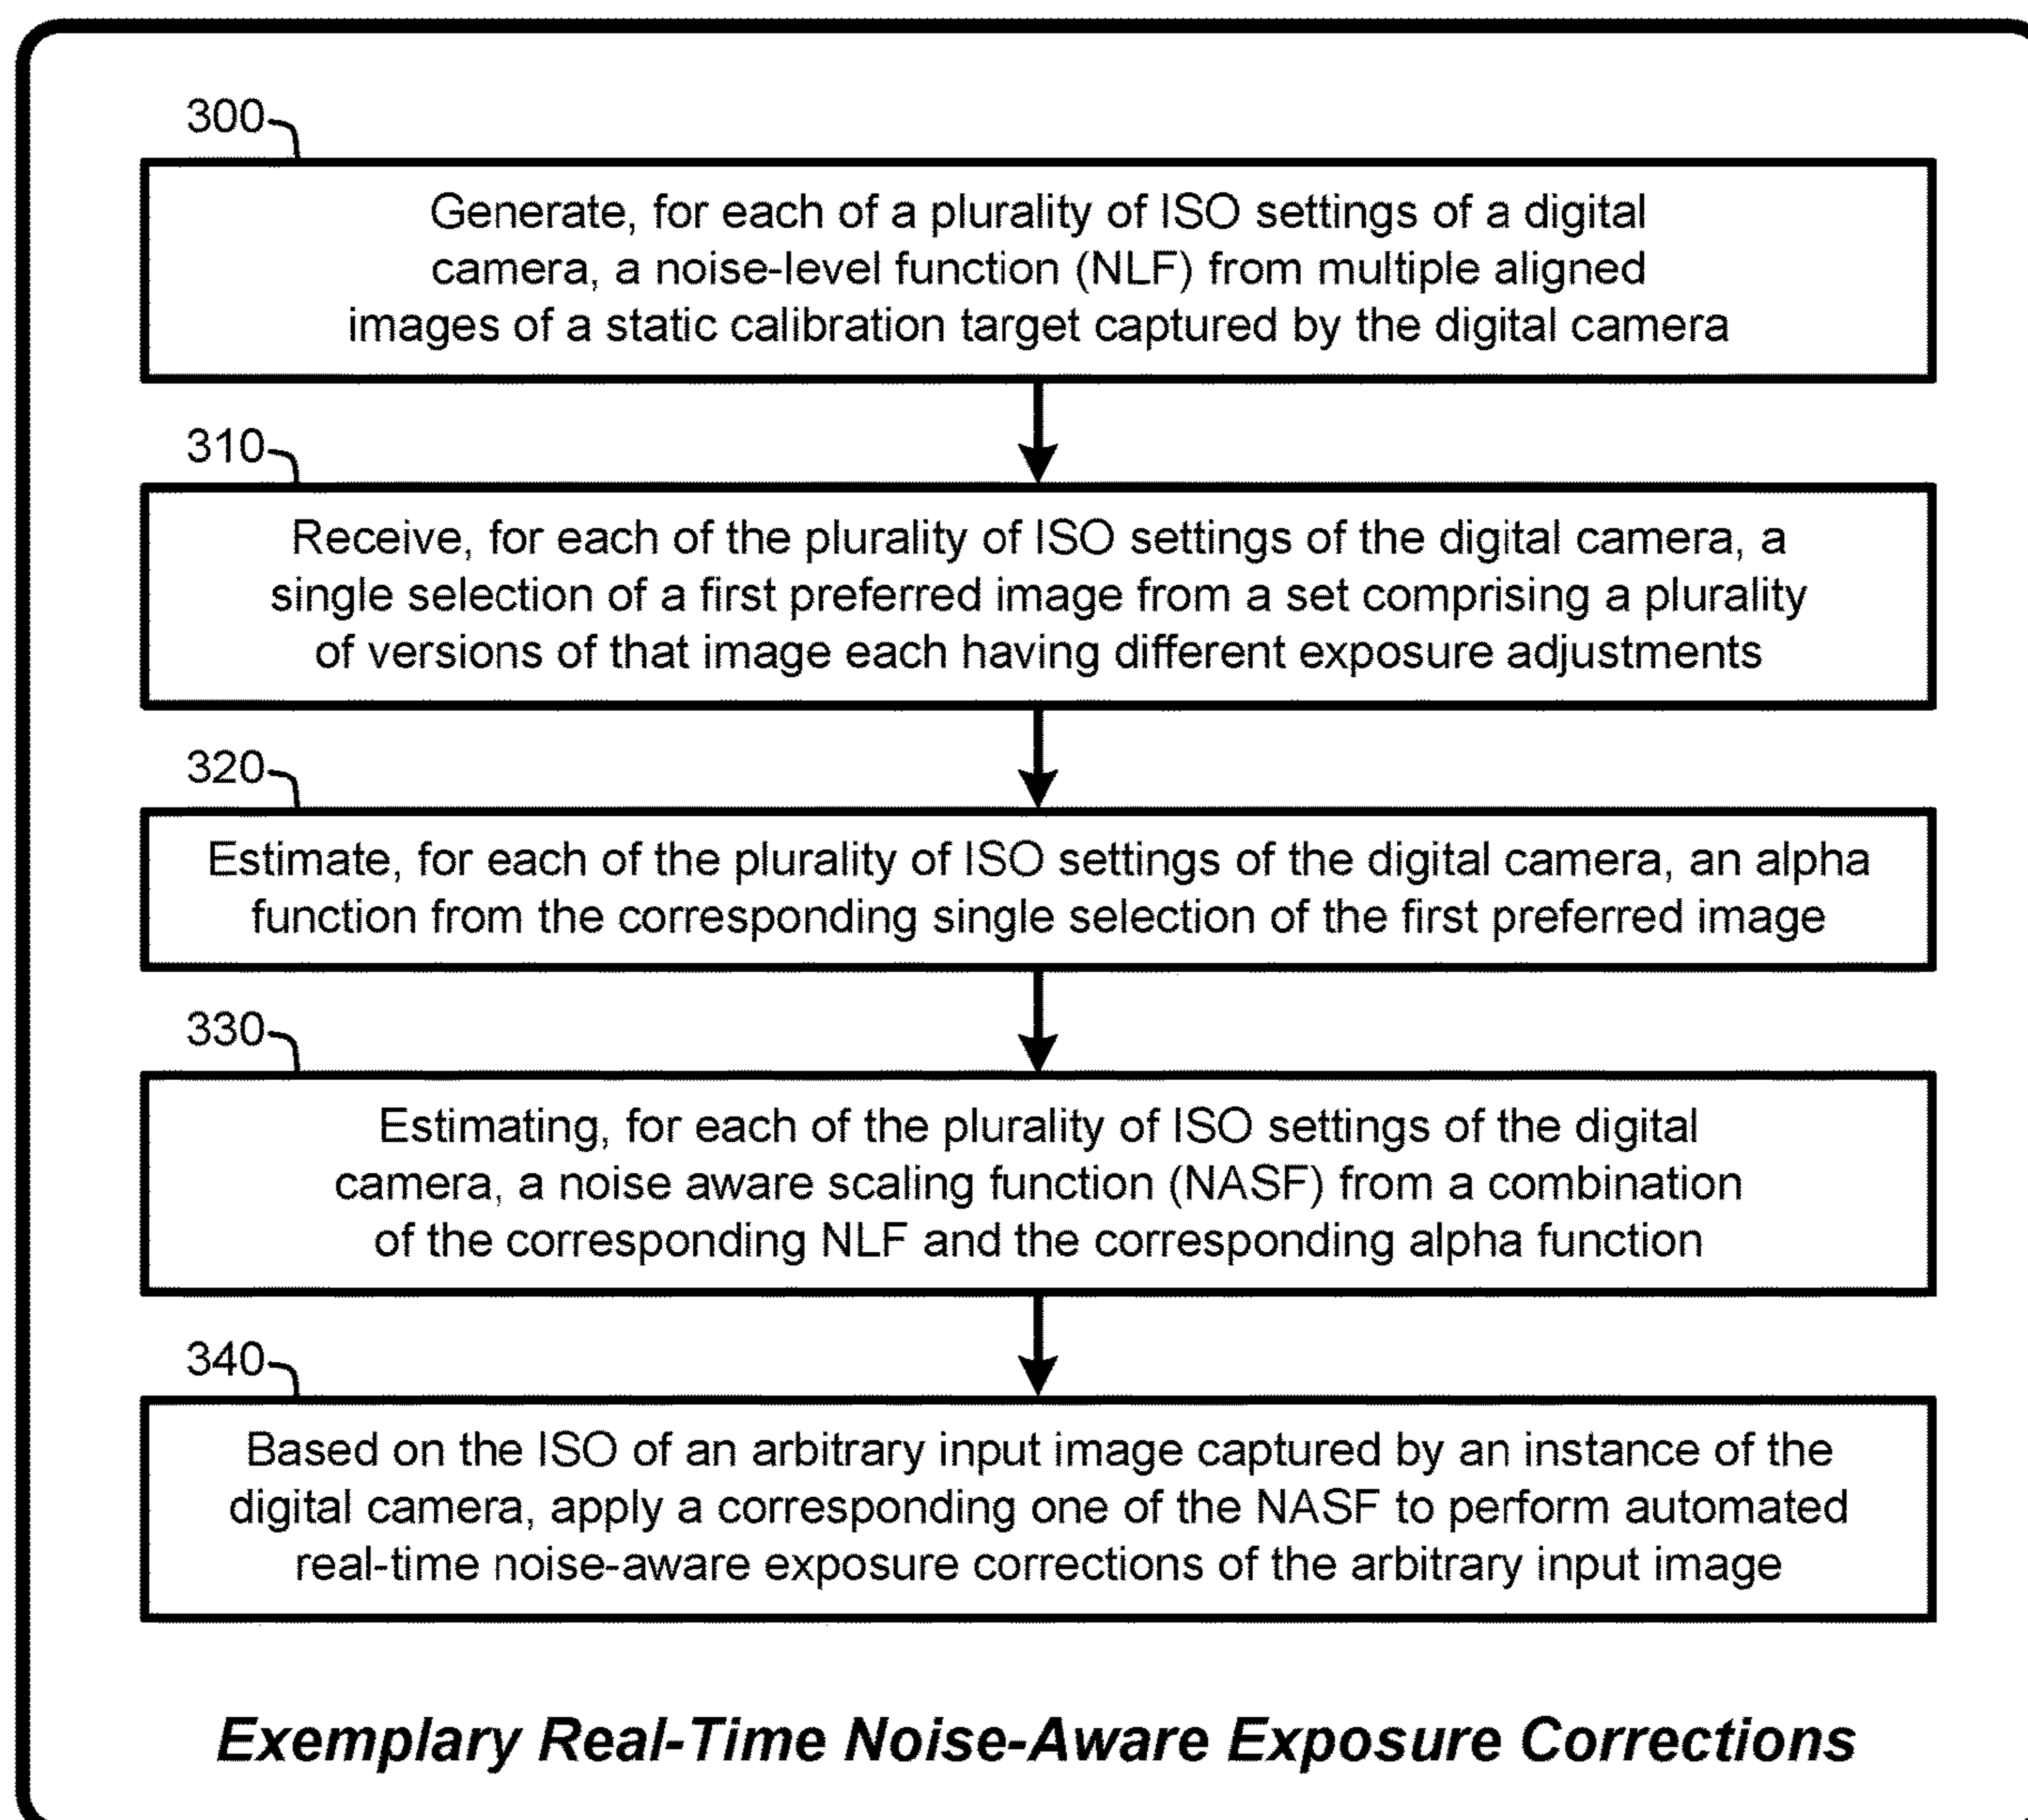 300
Generate, for each of a plurality of ISO settings of a digital
camera, a noise-level function (NLF) from multiple aligned
images of a static calibration target captured by the digital camera
310
Receive, for each of the plurality of ISO settings of the digital camera, a
single selection of a first preferred image from a set comprising a plurality
of versions of that image each having different exposure adjustments
320
Estimate, for each of the plurality of ISO settings of the digital camera, an alpha
function from the corresponding single selection of the first preferred image
330
Estimating, for each of the plurality of ISO settings of the digital
camera, a noise aware scaling function (NASF) from a combination
of the corresponding NLF and the corresponding alpha function
340
Based on the ISO of an arbitrary input image captured by an instance of the
digital camera, apply a corresponding one of the NASF to perform automated
real-time noise-aware exposure corrections of the arbitrary input image
Exemplary Real-Time Noise-Aware Exposure Corrections